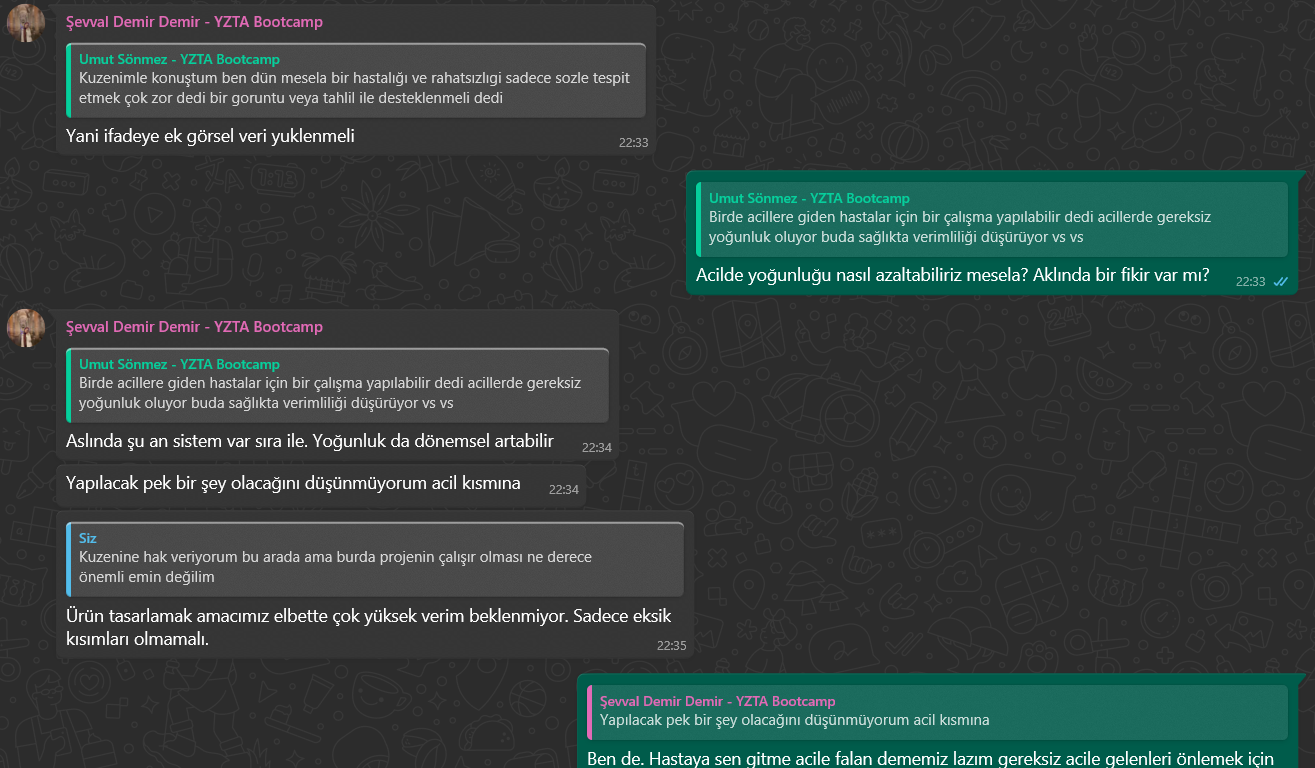 Şevval Demir Demir - YZTA Bootcamp
Umut Sönmez - YZTA Bootcamp
Kuzenimle konuştum ben dün mesela bir hastalığı ve rahatsızlıgi sadece sozle tespit
etmek çok zor dedi bir goruntu veya tahlil ile desteklenmeli dedi
Yani ifadeye ek görsel veri yuklenmeli
22:33
Umut Sönmez - YZTA Bootcamp
Birde acillere giden hastalar için bir çalışma yapılabilir dedi acillerde gereksiz
yoğunluk oluyor buda sağlıkta verimliliği düşürüyor vs vs
Acilde yoğunluğu nasıl azaltabiliriz mesela? Aklında bir fikir var mı?
22:33
Şevval Demir Demir - YZTA Bootcamp
Umut Sönmez - YZTA Bootcamp
Birde acillere giden hastalar için bir çalışma yapılabilir dedi acillerde gereksiz
yoğunluk oluyor buda sağlıkta verimliliği düşürüyor vs vs
Aslında şu an sistem var sıra ile. Yoğunluk da dönemsel artabilir
22:34
Yapılacak pek bir şey olacağını düşünmüyorum acil kısmına
22:34
Siz
Kuzenine hak veriyorum bu arada ama burda projenin çalışır olması ne derece
önemli emin değilim
Ürün tasarlamak amacımız elbette çok yüksek verim beklenmiyor. Sadece eksik
kısımları olmamalı.
22:35
Şevval Demir Demir - YZTA Bootcamp
Yapılacak pek bir şey olacağını düşünmüyorum acil kısmına
Ben de. Hastaya sen gitme acile falan dememiz lazım gereksiz acile gelenleri önlemek için